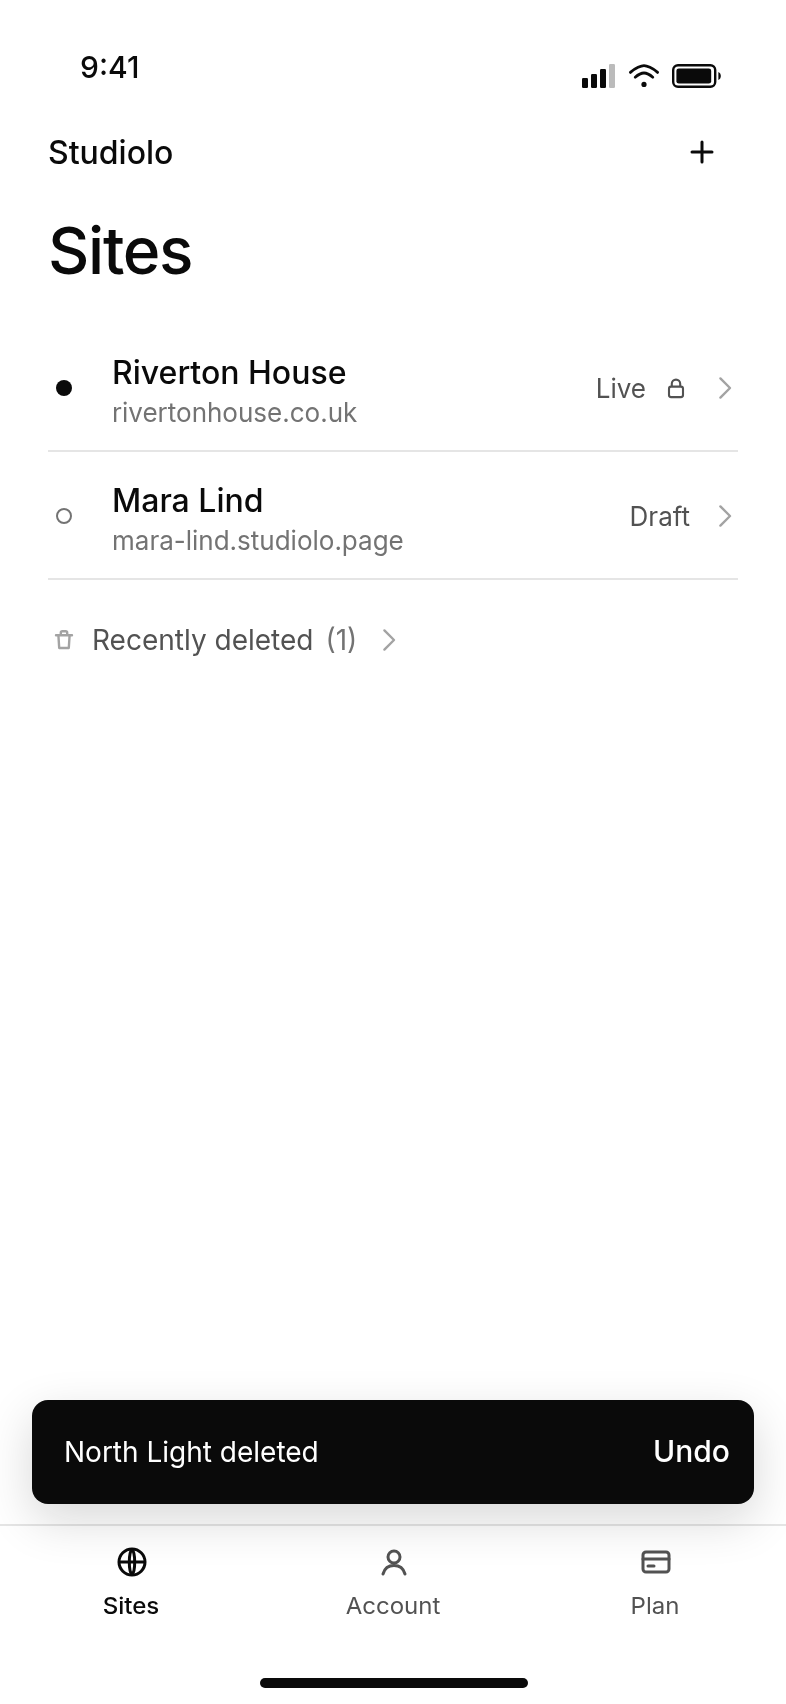 9:41
Studiolo
Sites
Riverton House
rivertonhouse.co.uk
Live
Mara Lind
mara-lind.studiolo.page
Draft
Recently deleted (1)
North Light deleted
Undo
Sites
Account
Plan